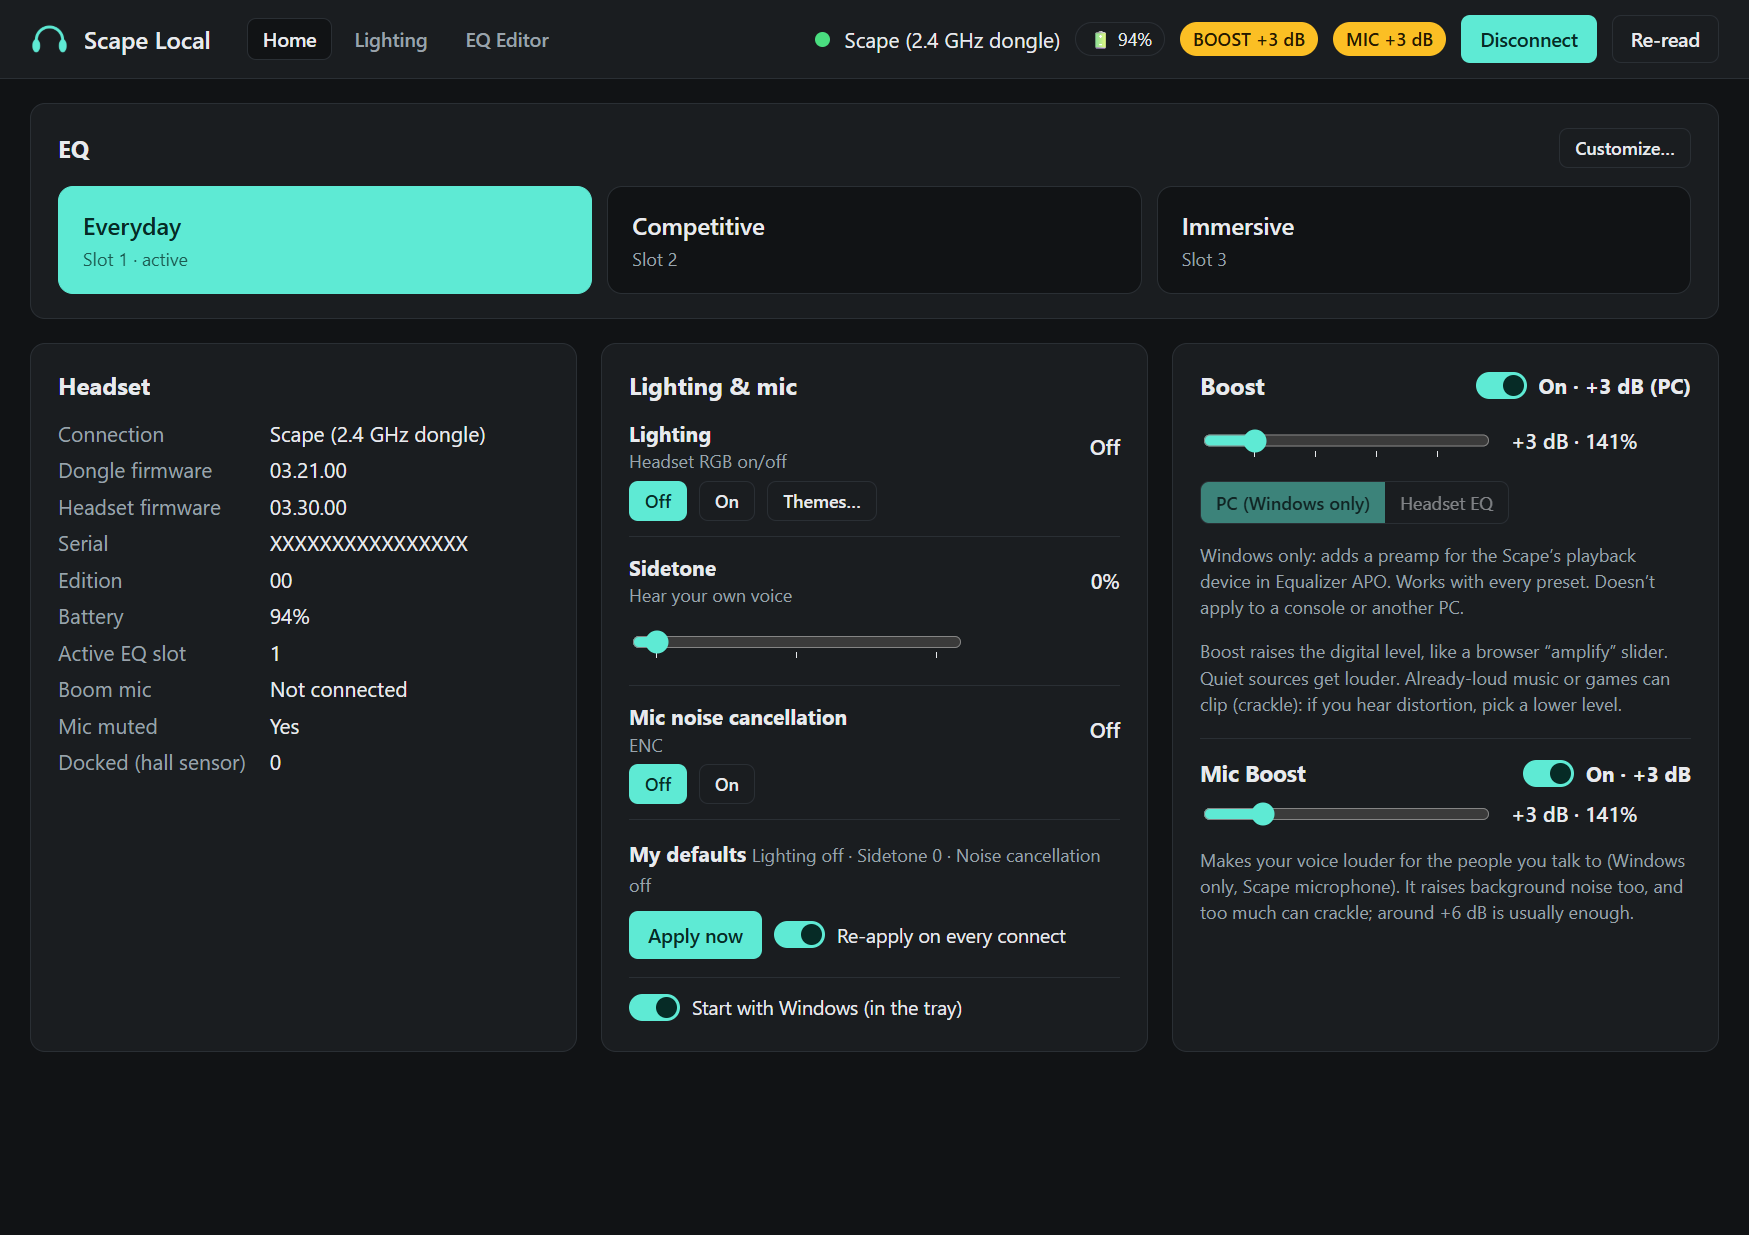 Scape Local
Home
Lighting
EQ Editor
Scape (2.4 GHz dongle)
94%
BOOST +3 dB
MIC +3 dB
Disconnect
Re-read
EQ
Customize...
Everyday
Slot 1 · active
Competitive
Slot 2
Immersive
Slot 3
Headset
Connection Scape (2.4 GHz dongle)
Dongle firmware 03.21.00
Headset firmware 03.30.00
Serial XXXXXXXXXXXXXXXX
Edition 00
Battery 94%
Active EQ slot 1
Boom mic Not connected
Mic muted Yes
Docked (hall sensor) 0
Lighting & mic
Lighting
Headset RGB on/off
Off
Off
On
Themes...
Sidetone
Hear your own voice
0%
Mic noise cancellation
ENC
Off
Off
On
My defaults Lighting off · Sidetone 0 · Noise cancellation
off
Apply now
Re-apply on every connect
Start with Windows (in the tray)
Boost
On · +3 dB (PC)
+3 dB · 141%
PC (Windows only)
Headset EQ
Windows only: adds a preamp for the Scape’s playback
device in Equalizer APO. Works with every preset. Doesn’t
apply to a console or another PC.
Boost raises the digital level, like a browser “amplify” slider.
Quiet sources get louder. Already-loud music or games can
clip (crackle): if you hear distortion, pick a lower level.
Mic Boost
On · +3 dB
+3 dB · 141%
Makes your voice louder for the people you talk to (Windows
only, Scape microphone). It raises background noise too, and
too much can crackle; around +6 dB is usually enough.